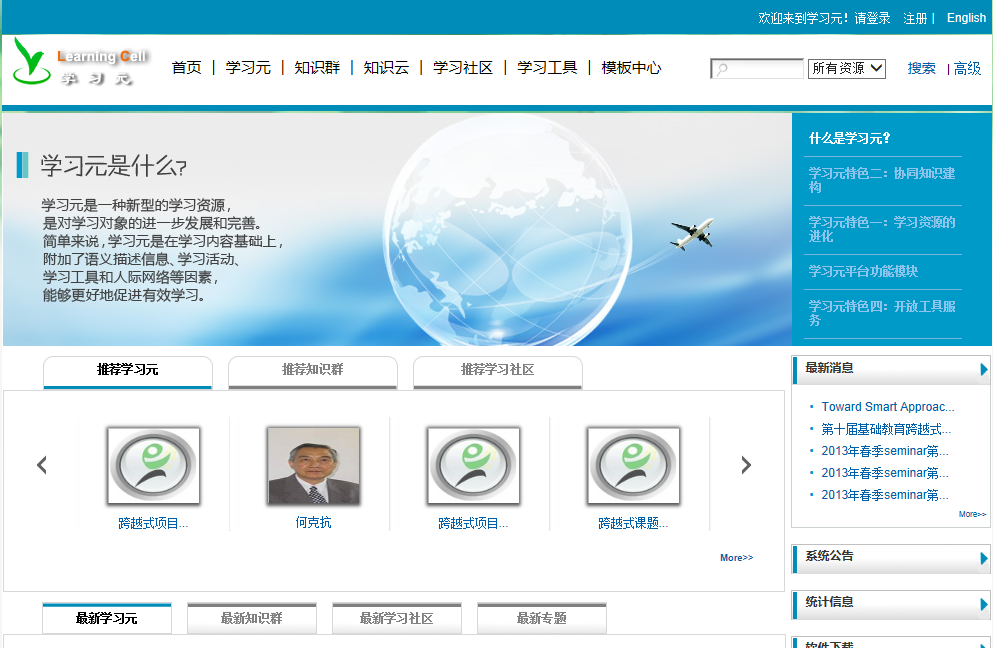 欢迎来到学习元! 请登录 注册 | English
Learning Cell
学 习 元
首页 | 学习元 | 知识群 | 知识云 | 学习社区 | 学习工具 | 模板中心
所有资源 搜索 | 高级
学习元是什么?
学习元是一种新型的学习资源，
是对学习对象的进一步发展和完善。
简单来说，学习元是在学习内容基础上，
附加了语义描述信息、学习活动、
学习工具和人际网络等因素，
能够更好地促进有效学习。
什么是学习元?
学习元特色二：协同知识建
构
学习元特色一：学习资源的
进化
学习元平台功能模块
学习元特色四：开放工具服
务
推荐学习元 推荐知识群 推荐学习社区
跨越式项目... 何克抗 跨越式项目... 跨越式课题...
More>>
最新消息
Toward Smart Approac...
第十届基础教育跨越式...
2013年春季seminar第...
2013年春季seminar第...
2013年春季seminar第...
More>>
系统公告
统计信息
软件下载
最新学习元 最新知识群 最新学习社区 最新专题